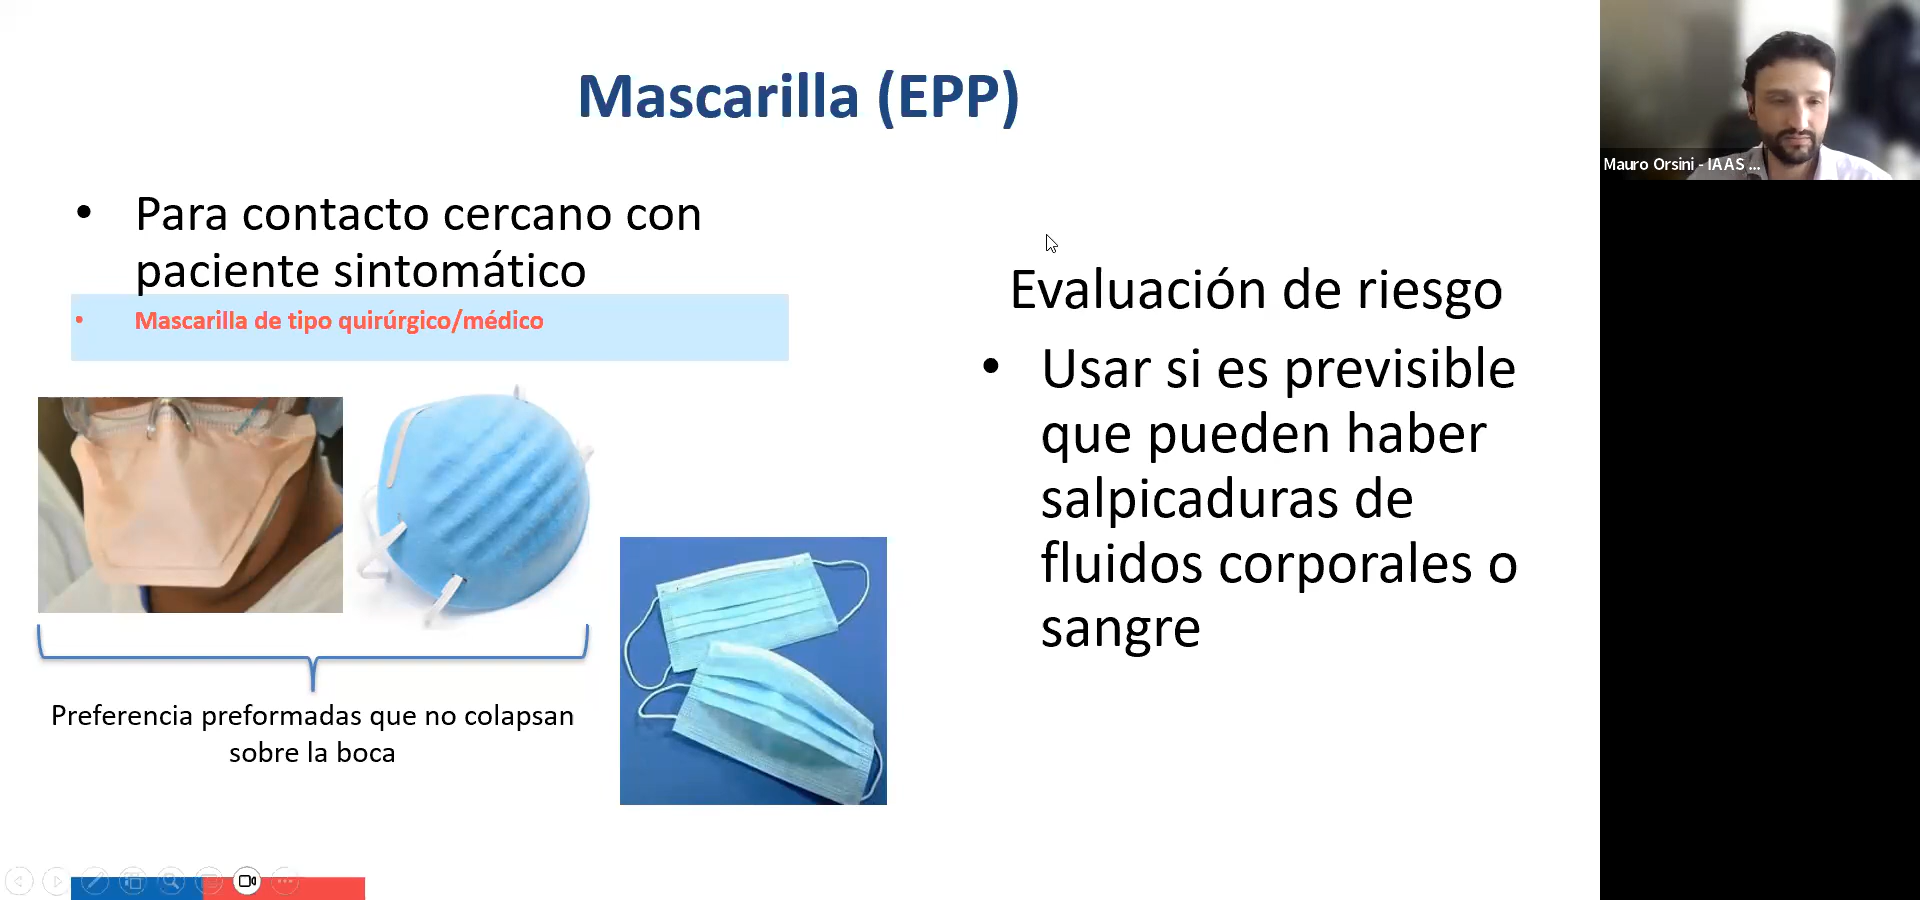 Mascarilla (EPP)
• Para contacto cercano con
paciente sintomático
• Mascarilla de tipo quirúrgico/médico
Preferencia preformadas que no colapsan
sobre la boca
Evaluación de riesgo
• Usar si es previsible
que pueden haber
salpicaduras de
fluidos corporales o
sangre
Mauro Orsini - IAAS ...